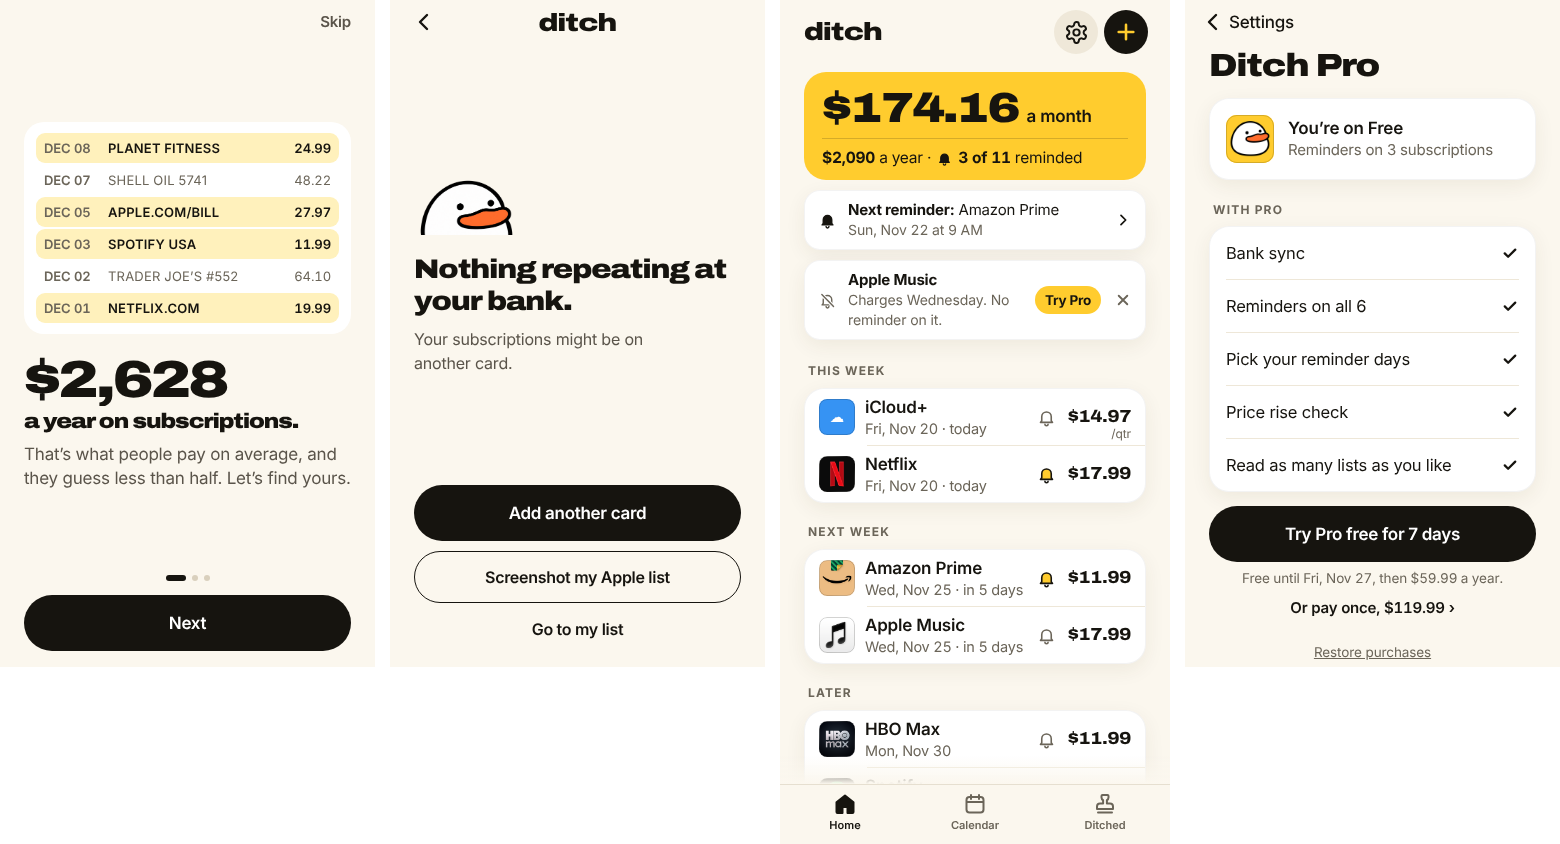 Skip
DEC 08 PLANET FITNESS 24.99
DEC 07 SHELL OIL 5741 48.22
DEC 05 APPLE.COM/BILL 27.97
DEC 03 SPOTIFY USA 11.99
DEC 02 TRADER JOE'S #552 64.10
DEC 01 NETFLIX.COM 19.99
$2,628
a year on subscriptions.
That's what people pay on average, and
they guess less than half. Let's find yours.
Next
ditch
Nothing repeating at
your bank.
Your subscriptions might be on
another card.
Add another card
Screenshot my Apple list
Go to my list
ditch
$174.16 a month
$2,090 a year · 3 of 11 reminded
Next reminder: Amazon Prime
Sun, Nov 22 at 9 AM
Apple Music
Charges Wednesday. No
reminder on it.
Try Pro
THIS WEEK
iCloud+
Fri, Nov 20 · today
$14.97
/qtr
Netflix
Fri, Nov 20 · today
$17.99
NEXT WEEK
Amazon Prime
Wed, Nov 25 · in 5 days
$11.99
Apple Music
Wed, Nov 25 · in 5 days
$17.99
LATER
HBO max
HBO Max
Mon, Nov 30
$11.99
Home
Calendar
Ditched
Settings
Ditch Pro
You're on Free
Reminders on 3 subscriptions
WITH PRO
Bank sync
Reminders on all 6
Pick your reminder days
Price rise check
Read as many lists as you like
Try Pro free for 7 days
Free until Fri, Nov 27, then $59.99 a year.
Or pay once, $119.99 ›
Restore purchases